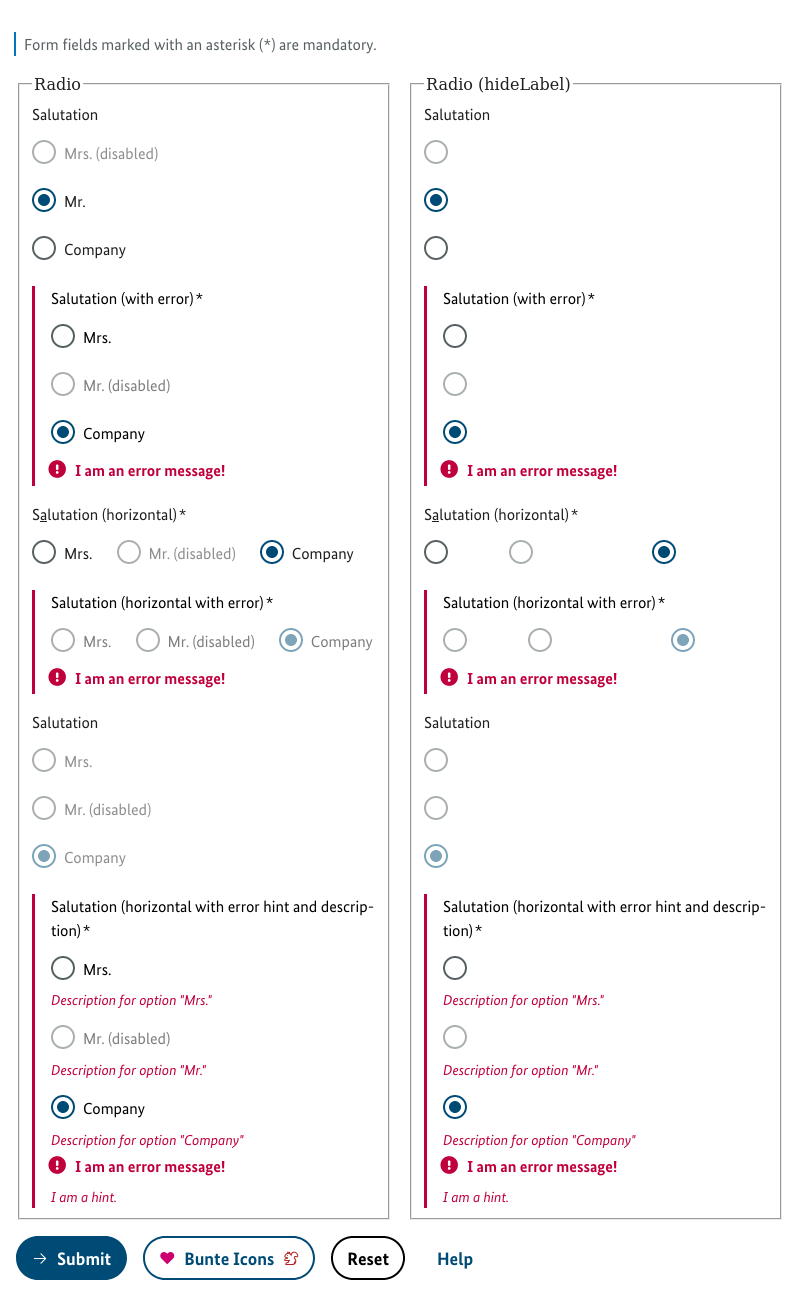 Form fields marked with an asterisk (*) are mandatory.
Radio
Salutation
Mrs. (disabled)
Mr.
Company
Salutation (with error)*
Mrs.
Mr. (disabled)
Company
I am an error message!
Salutation (horizontal)*
Mrs. Mr. (disabled) Company
Salutation (horizontal with error)*
Mrs. Mr. (disabled) Company
I am an error message!
Salutation
Mrs.
Mr. (disabled)
Company
Salutation (horizontal with error hint and descrip-
tion)*
Mrs.
Description for option "Mrs."
Mr. (disabled)
Description for option "Mr."
Company
Description for option "Company"
I am an error message!
I am a hint.
Radio (hideLabel)
Salutation
Salutation (with error)*
I am an error message!
Salutation (horizontal)*
Salutation (horizontal with error)*
I am an error message!
Salutation
Salutation (horizontal with error hint and descrip-
tion)*
Description for option "Mrs."
Description for option "Mr."
Description for option "Company"
I am an error message!
I am a hint.
Submit Bunte Icons Reset Help